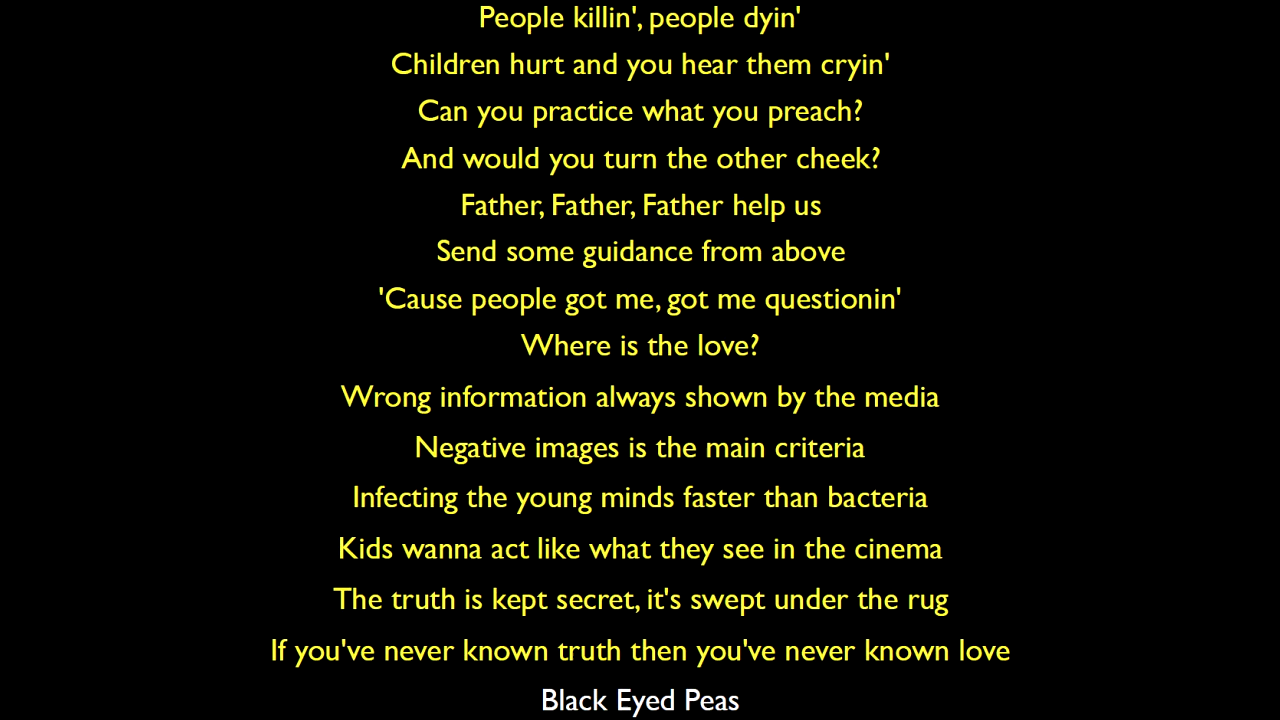 People killin', people dyin'
Children hurt and you hear them cryin'
Can you practice what you preach?
And would you turn the other cheek?
Father, Father, Father help us
Send some guidance from above
'Cause people got me, got me questionin'
Where is the love?
Wrong information always shown by the media
Negative images is the main criteria
Infecting the young minds faster than bacteria
Kids wanna act like what they see in the cinema
The truth is kept secret, it's swept under the rug
If you've never known truth then you've never known love
Black Eyed Peas